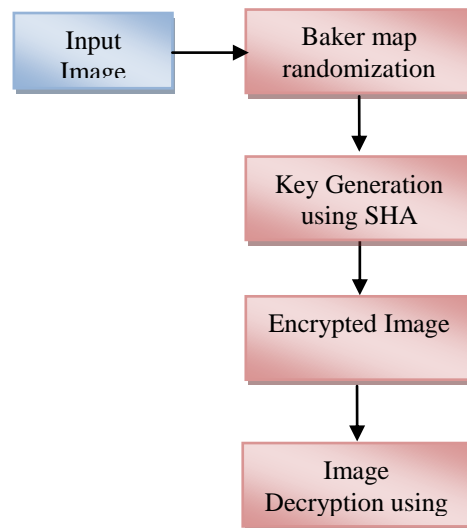 Input
Image
Baker map
randomization
Key Generation
using SHA
Encrypted Image
Image
Decryption using